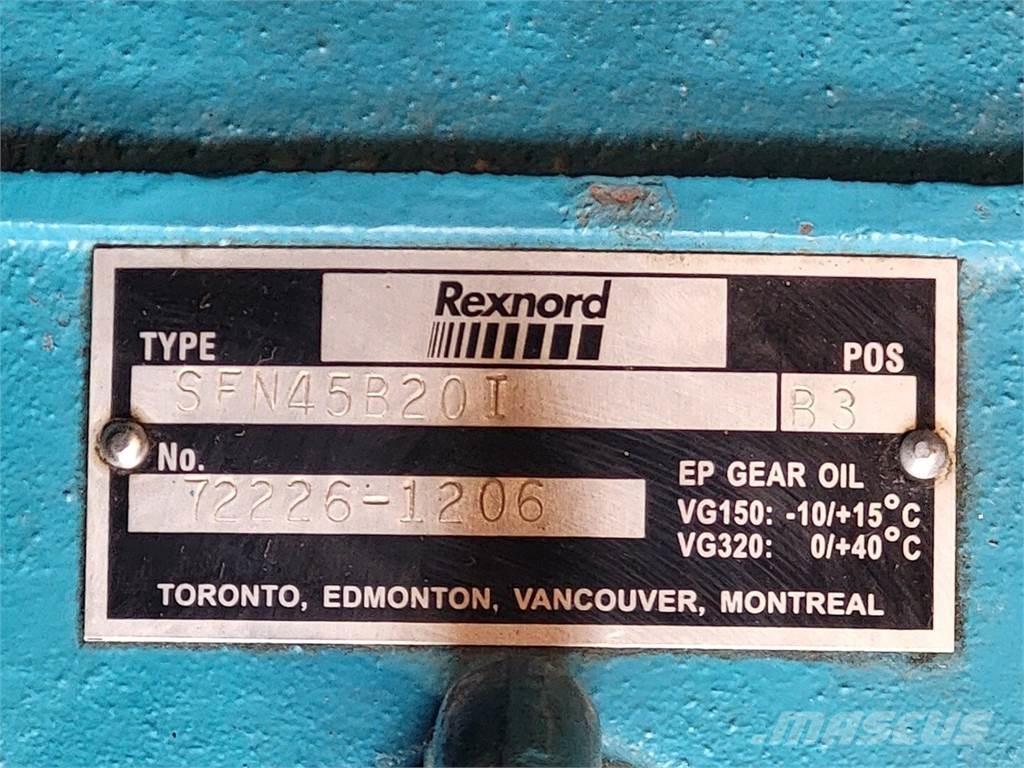 Rexnord
TYPE
POS
SFN45B20I
B3
No.
72226-1206
EP GEAR OIL
VG150: -10/+15°C
VG320: 0/+40°C
TORONTO, EDMONTON, VANCOUVER, MONTREAL
MASCUS